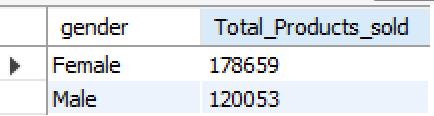 gender Total_Products_sold
Female 178659
Male 120053